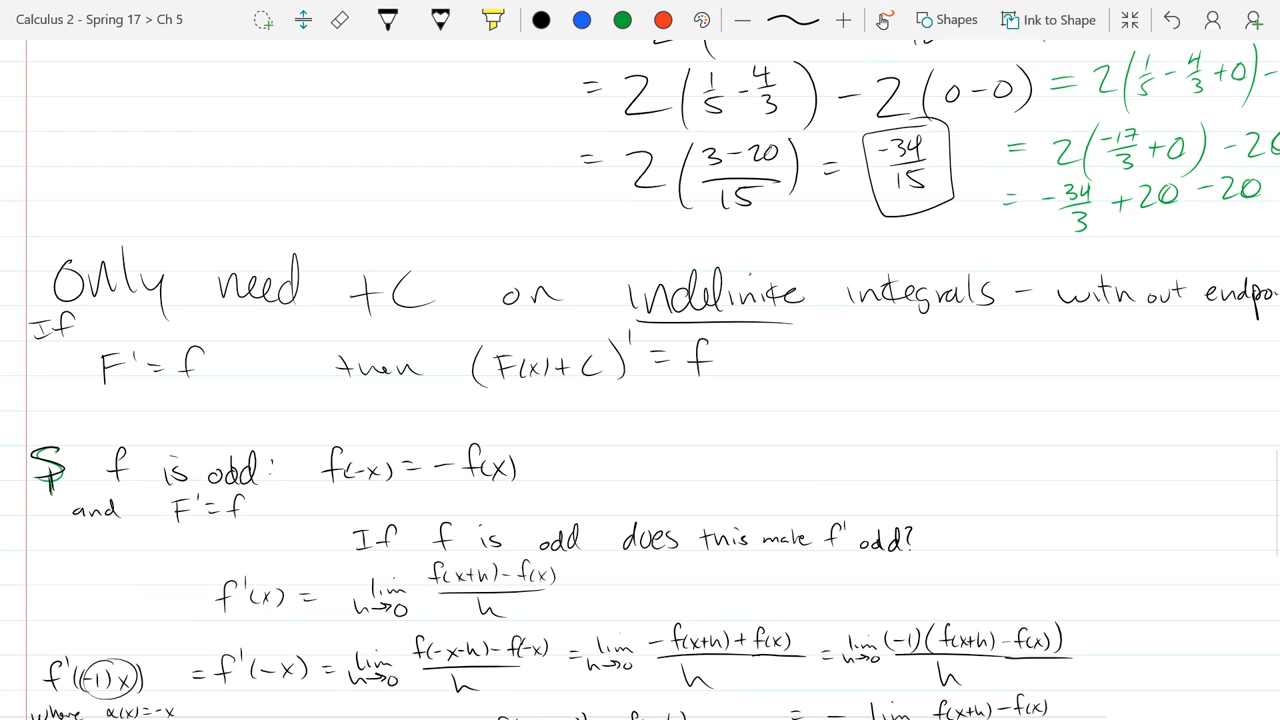 Calculus 2 - Spring 17 > Ch 5
Shapes
Ink to Shape
= 2(1/5 - 4/3) - 2(0-0) = 2(1/5 - 4/3 + 0) -
= 2((3-20)/15) = -34/15
= 2(-17/3 + 0) - 20
= -34/3 + 20 - 20
Only need +C on indefinite integrals - without endpo
If
F' = f then (F(x)+C)' = f
f is odd: f(-x) = -f(x)
and F' = f
If f is odd does this make f' odd?
f'(x) = lim h→0 (f(x+h) - f(x))/h
f'((-1)x) = f'(-x) = lim h→0 (f(-x-h) - f(-x))/h = lim h→0 (-f(x+h) + f(x))/h = lim h→0 (-1)(f(x+h) - f(x))/h
where a(x) = -x
= - lim f(x+h) - f(x)